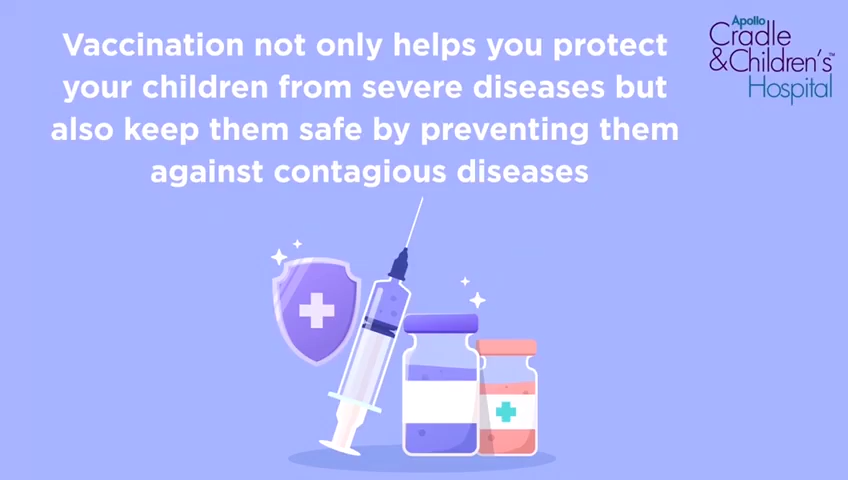 Vaccination not only helps you protect
your children from severe diseases but
also keep them safe by preventing them
against contagious diseases
Apollo
Cradle
&Children's™
Hospital